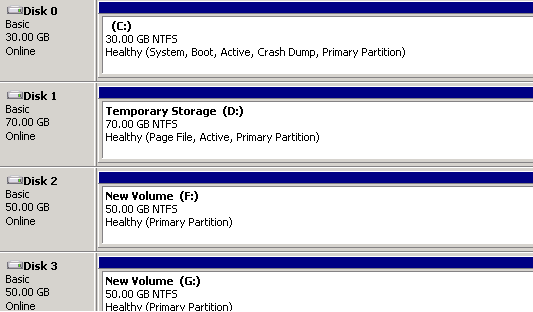 Disk 0
Basic
30.00 GB
Online
(C:)
30.00 GB NTFS
Healthy (System, Boot, Active, Crash Dump, Primary Partition)
Disk 1
Basic
70.00 GB
Online
Temporary Storage (D:)
70.00 GB NTFS
Healthy (Page File, Active, Primary Partition)
Disk 2
Basic
50.00 GB
Online
New Volume (F:)
50.00 GB NTFS
Healthy (Primary Partition)
Disk 3
Basic
50.00 GB
Online
New Volume (G:)
50.00 GB NTFS
Healthy (Primary Partition)